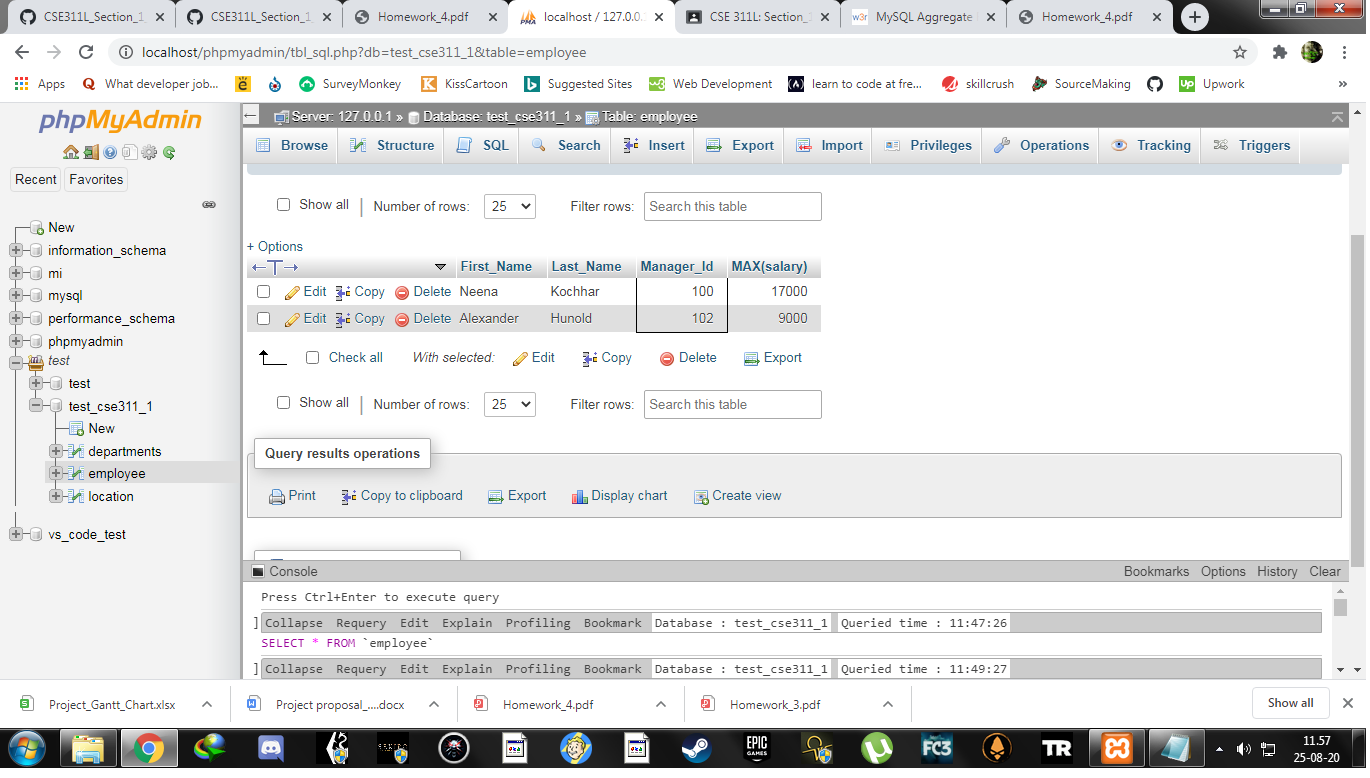 CSE311L_Section_1_
CSE311L_Section_1_
Homework_4.pdf
localhost / 127.0.0.
CSE 311L: Section_1
MySQL Aggregate
Homework_4.pdf
localhost/phpmyadmin/tbl_sql.php?db=test_cse311_1&table=employee
Apps What developer job... SurveyMonkey KissCartoon Suggested Sites Web Development learn to code at fre... skillcrush SourceMaking Upwork »
phpMyAdmin
Recent Favorites
New
information_schema
mi
mysql
performance_schema
phpmyadmin
test
test
test_cse311_1
New
departments
employee
location
vs_code_test
Server: 127.0.0.1 » Database: test_cse311_1 » Table: employee
Browse Structure SQL Search Insert Export Import Privileges Operations Tracking Triggers
Show all Number of rows: 25 Filter rows: Search this table
+ Options
First_Name Last_Name Manager_Id MAX(salary)
Edit Copy Delete Neena Kochhar 100 17000
Edit Copy Delete Alexander Hunold 102 9000
Check all With selected: Edit Copy Delete Export
Show all Number of rows: 25 Filter rows: Search this table
Query results operations
Print Copy to clipboard Export Display chart Create view
Console Bookmarks Options History Clear
Press Ctrl+Enter to execute query
] Collapse Requery Edit Explain Profiling Bookmark Database : test_cse311_1 Queried time : 11:47:26
SELECT * FROM `employee`
] Collapse Requery Edit Explain Profiling Bookmark Database : test_cse311_1 Queried time : 11:49:27
Project_Gantt_Chart.xlsx Project proposal_....docx Homework_4.pdf Homework_3.pdf Show all
EPIC GAMES FC3 TR
11.57
25-08-20